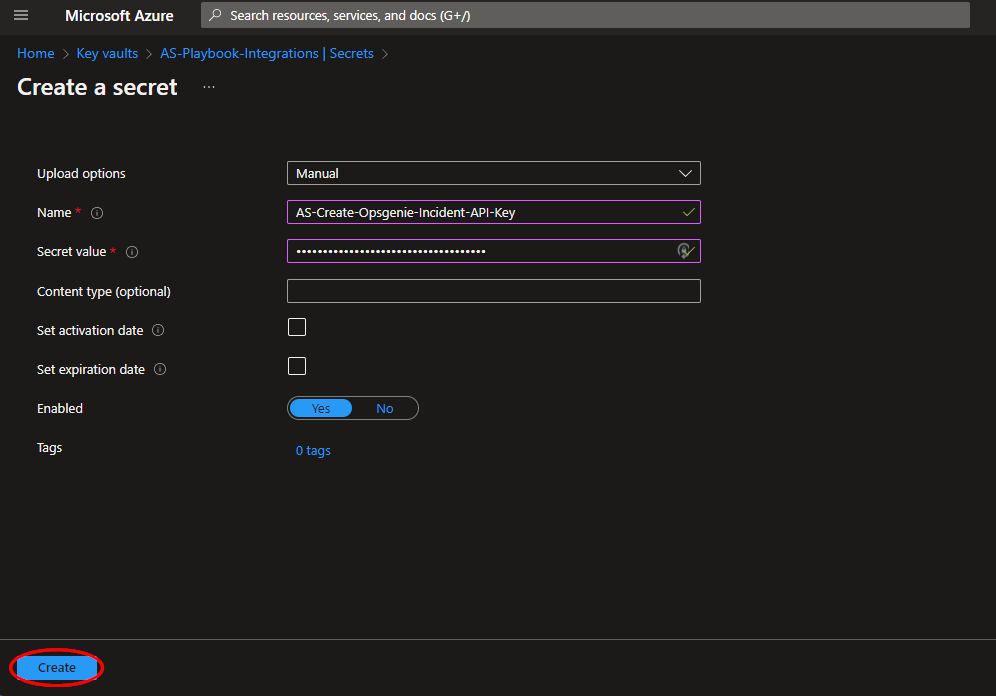 Microsoft Azure
Search resources, services, and docs (G+/)
Home > Key vaults > AS-Playbook-Integrations | Secrets >
Create a secret ...
Upload options Manual
Name * AS-Create-Opsgenie-Incident-API-Key
Secret value * ••••••••••••••••••••••••••••••••••••
Content type (optional)
Set activation date
Set expiration date
Enabled Yes No
Tags 0 tags
Create